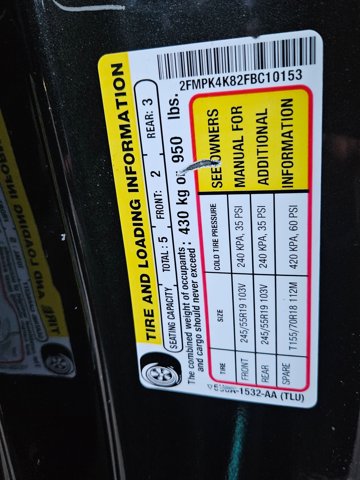 2FMPK4K82FBC10153
TIRE AND LOADING INFORMATION
SEATING CAPACITY TOTAL: 5 FRONT: 2 REAR: 3
The combined weight of occupants : 430 kg or 950 lbs.
and cargo should never exceed :
TIRE SIZE COLD TIRE PRESSURE SEE OWNERS
FRONT 245/55R19 103V 240 KPA, 35 PSI MANUAL FOR
REAR 245/55R19 103V 240 KPA, 35 PSI ADDITIONAL
SPARE T155/70R18 112M 420 KPA, 60 PSI INFORMATION
-1532-AA (TLU)